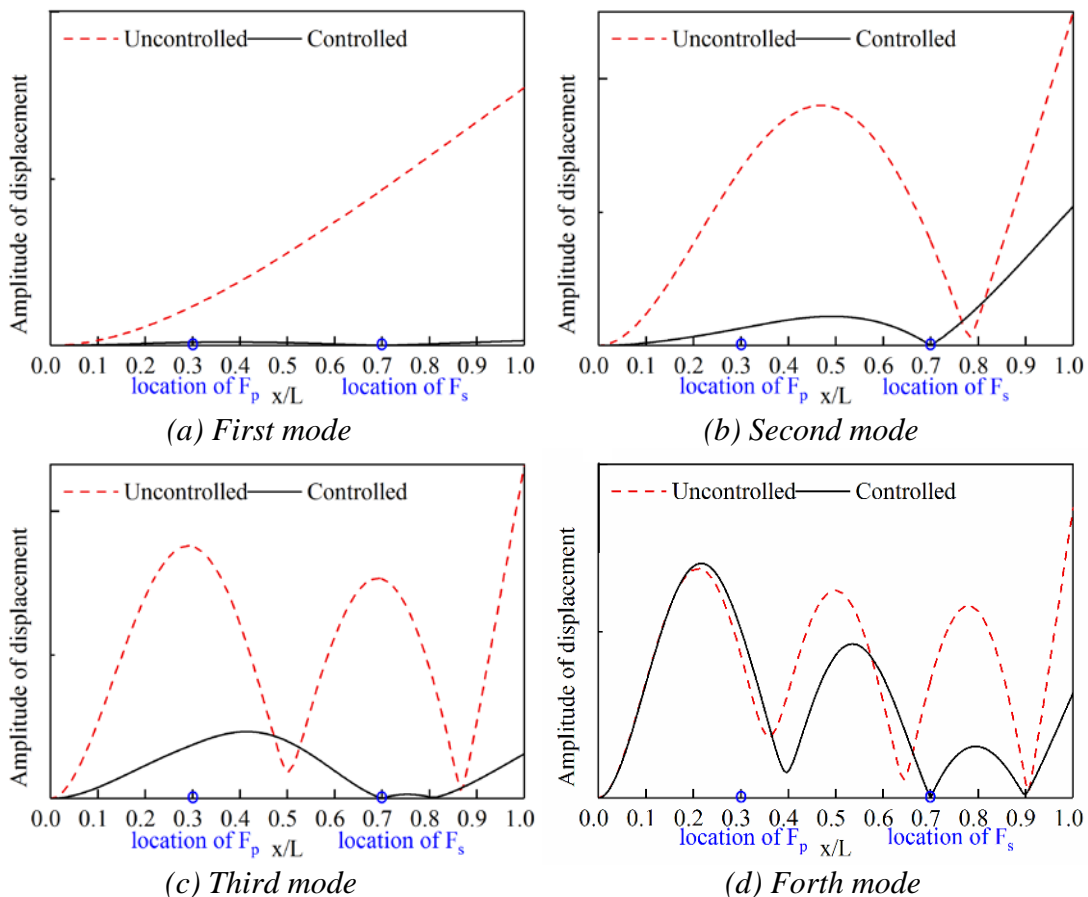 Uncontrolled Controlled
Amplitude of displacement
0.0 0.1 0.2 0.3 0.4 0.5 0.6 0.7 0.8 0.9 1.0
location of Fp x/L location of Fs
(a) First mode
Uncontrolled Controlled
Amplitude of displacement
0.0 0.1 0.2 0.3 0.4 0.5 0.6 0.7 0.8 0.9 1.0
location of Fp x/L location of Fs
(b) Second mode
Uncontrolled Controlled
Amplitude of displacement
0.0 0.1 0.2 0.3 0.4 0.5 0.6 0.7 0.8 0.9 1.0
location of Fp x/L location of Fs
(c) Third mode
Uncontrolled Controlled
Amplitude of displacement
0.0 0.1 0.2 0.3 0.4 0.5 0.6 0.7 0.8 0.9 1.0
location of Fp x/L location of Fs
(d) Forth mode